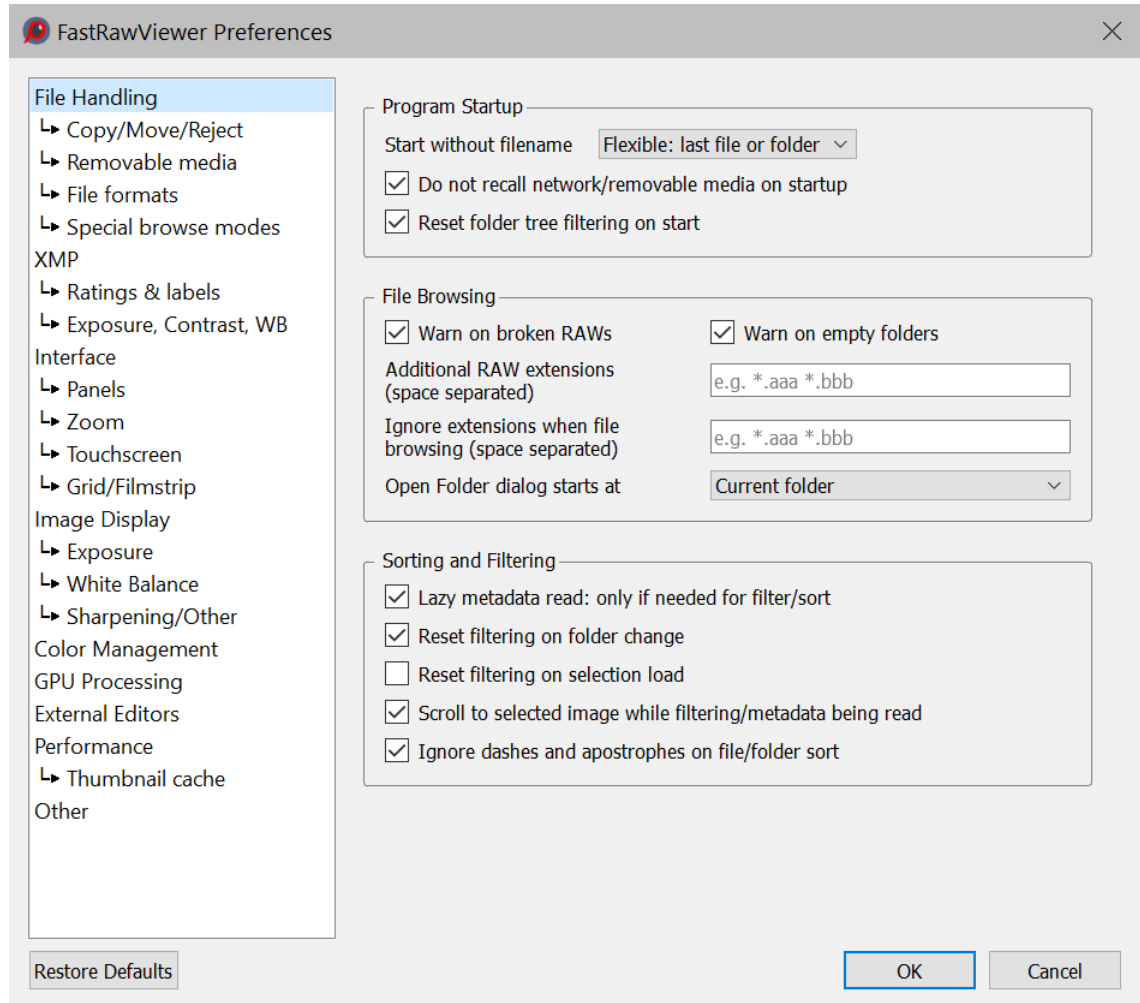 FastRawViewer Preferences
File Handling
Copy/Move/Reject
Removable media
File formats
Special browse modes
XMP
Ratings & labels
Exposure, Contrast, WB
Interface
Panels
Zoom
Touchscreen
Grid/Filmstrip
Image Display
Exposure
White Balance
Sharpening/Other
Color Management
GPU Processing
External Editors
Performance
Thumbnail cache
Other
Program Startup
Start without filename Flexible: last file or folder
Do not recall network/removable media on startup
Reset folder tree filtering on start
File Browsing
Warn on broken RAWs Warn on empty folders
Additional RAW extensions
(space separated) e.g. *.aaa *.bbb
Ignore extensions when file
browsing (space separated) e.g. *.aaa *.bbb
Open Folder dialog starts at Current folder
Sorting and Filtering
Lazy metadata read: only if needed for filter/sort
Reset filtering on folder change
Reset filtering on selection load
Scroll to selected image while filtering/metadata being read
Ignore dashes and apostrophes on file/folder sort
Restore Defaults OK Cancel